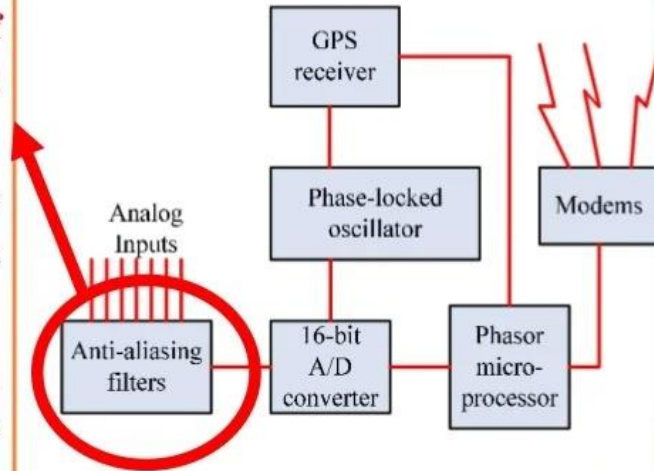 GPS
receiver
Phase-locked
oscillator
Modems
Analog
Inputs
Anti-aliasing
filters
16-bit
A/D
converter
Phasor
micro-
processor